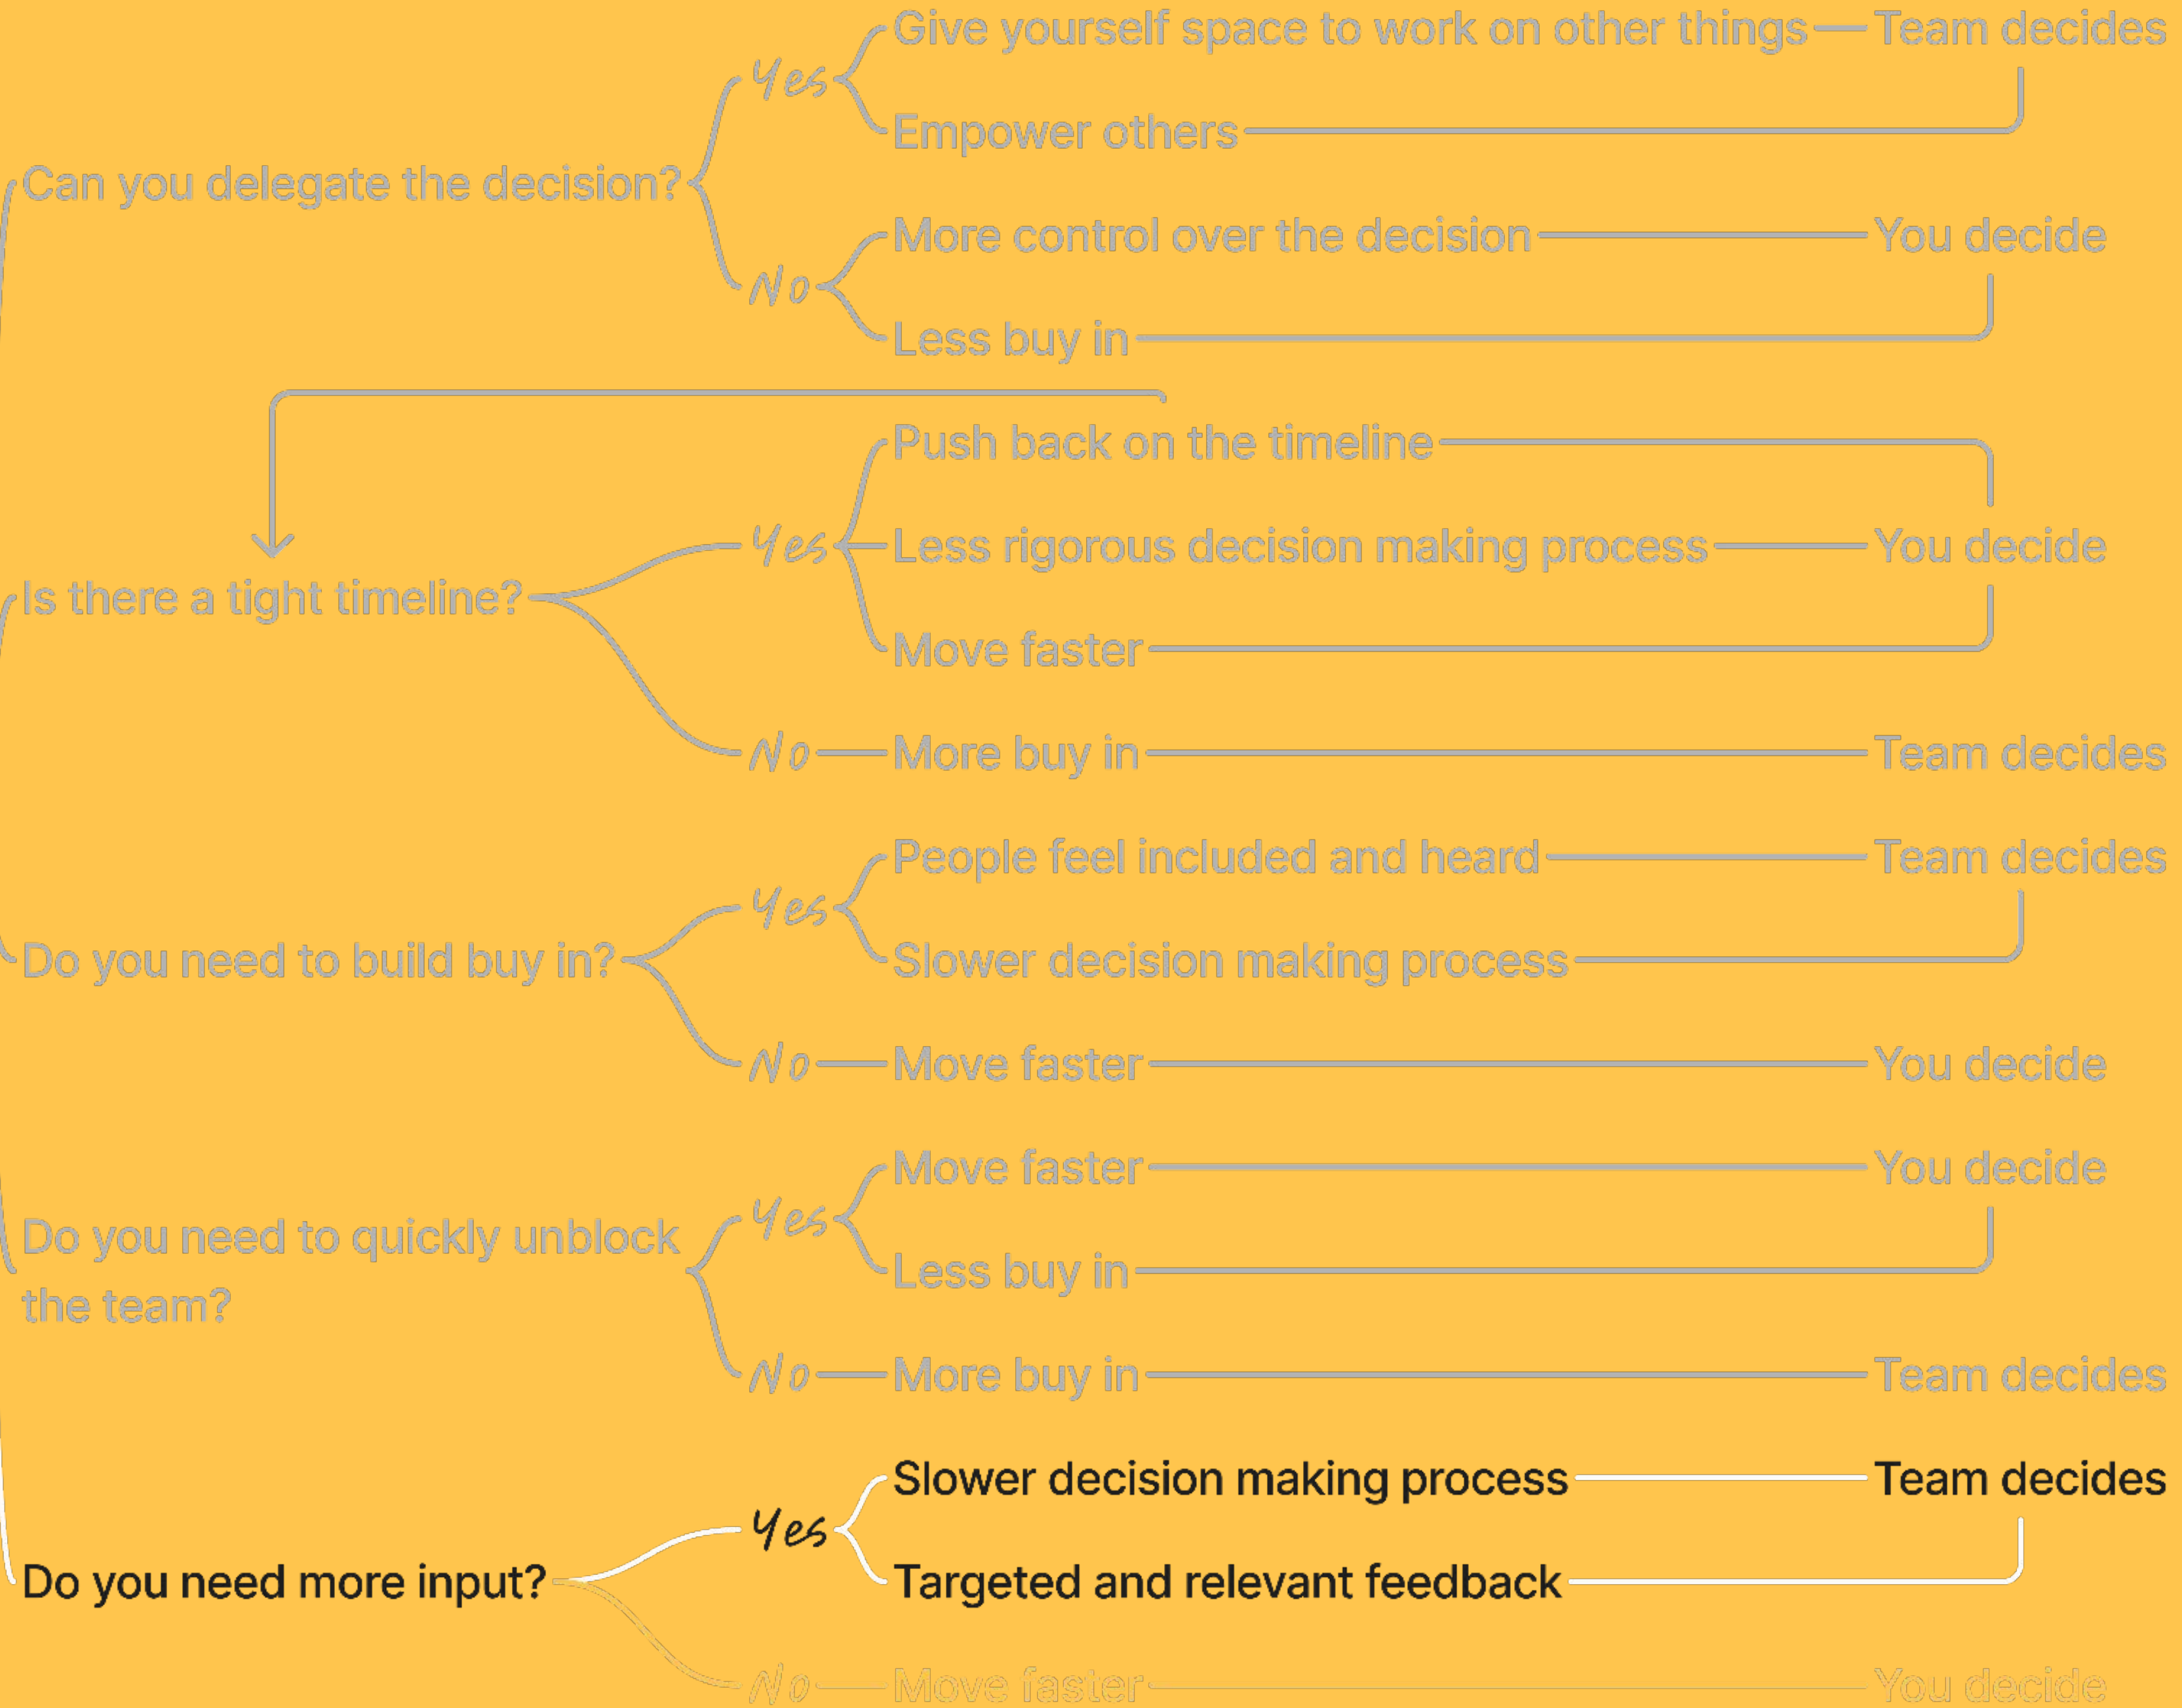 Give yourself space to work on other things Team decides
Yes
Empower others
Can you delegate the decision?
More control over the decision You decide
No
Less buy in
Push back on the timeline
Yes Less rigorous decision making process You decide
Is there a tight timeline?
Move faster
No More buy in Team decides
People feel included and heard Team decides
Yes
Do you need to build buy in? Slower decision making process
No Move faster You decide
Move faster You decide
Yes
Do you need to quickly unblock
Less buy in
the team?
No More buy in Team decides
Slower decision making process Team decides
Yes
Do you need more input? Targeted and relevant feedback
No Move faster You decide